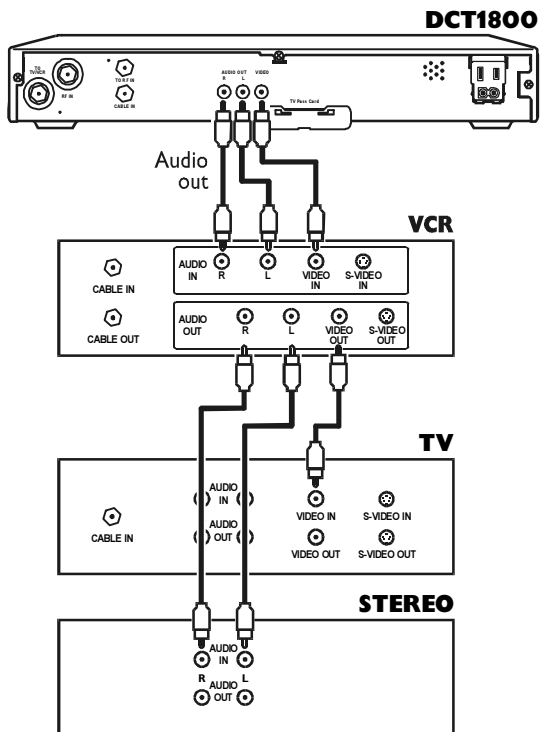 DCT1800
TO
TV/VCR
RF IN
TO RF IN
CABLE IN
AUDIO OUT
R L
VIDEO
TV Pass Card
Audio
out
VCR
CABLE IN
AUDIO
IN
R
L
VIDEO
IN
S-VIDEO
IN
CABLE OUT
AUDIO
OUT
R
L
VIDEO
OUT
S-VIDEO
OUT
TV
CABLE IN
AUDIO
IN
AUDIO
OUT
VIDEO IN
S-VIDEO IN
VIDEO OUT
S-VIDEO OUT
STEREO
AUDIO
IN
R L
AUDIO
OUT